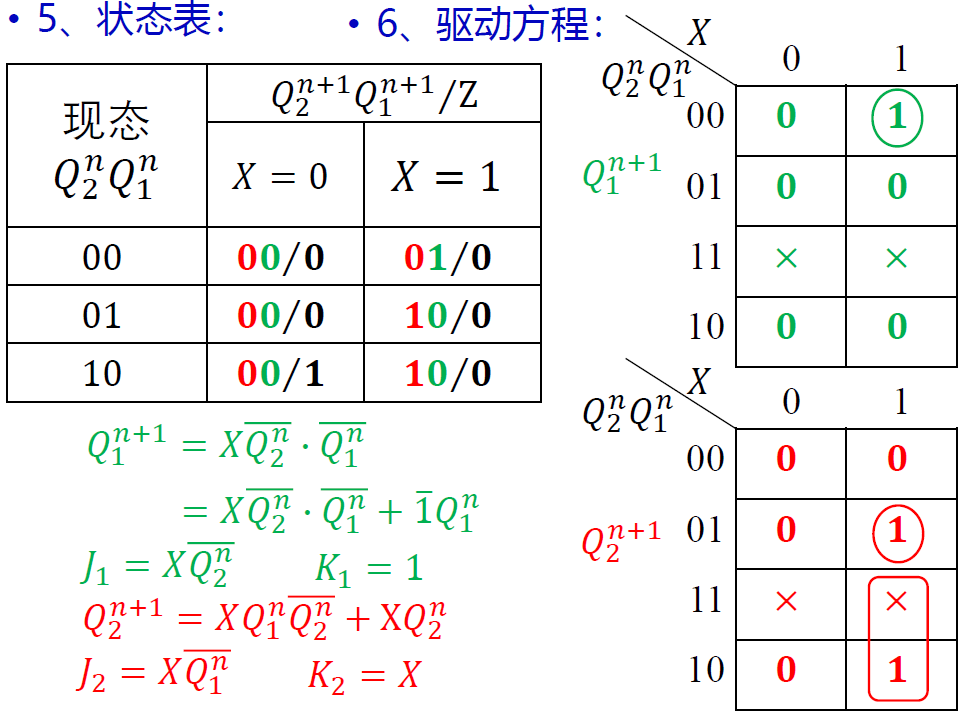 • 5、状态表： • 6、驱动方程：
现态 $Q_2^n Q_1^n$ | $Q_2^{n+1} Q_1^{n+1}/Z$
$X = 0$ | $X = 1$
00 | 00/0 | 01/0
01 | 00/0 | 10/0
10 | 00/1 | 10/0
$Q_1^{n+1} = X\overline{Q_2^n} \cdot \overline{Q_1^n}$
$= X\overline{Q_2^n} \cdot \overline{Q_1^n} + \overline{1}Q_1^n$
$J_1 = X\overline{Q_2^n}$ $K_1 = 1$
$Q_2^{n+1} = XQ_1^n\overline{Q_2^n} + XQ_2^n$
$J_2 = X\overline{Q_1^n}$ $K_2 = X$
X
$Q_2^n Q_1^n$ | 0 | 1
00 | 0 | 1
$Q_1^{n+1}$
01 | 0 | 0
11 | × | ×
10 | 0 | 0
X
$Q_2^n Q_1^n$ | 0 | 1
00 | 0 | 0
$Q_2^{n+1}$
01 | 0 | 1
11 | × | ×
10 | 0 | 1